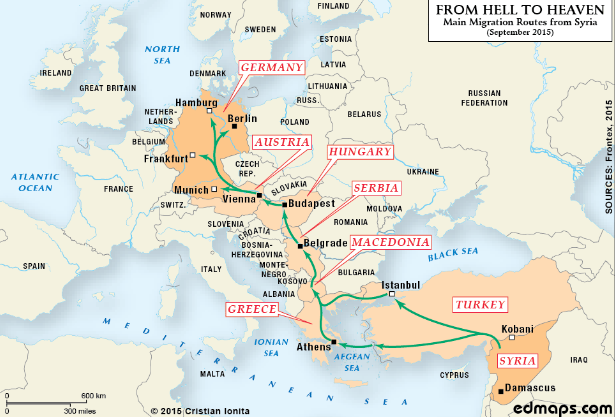 FROM HELL TO HEAVEN
Main Migration Routes from Syria
(September 2015)
NORWAY
FINLAND
SWEDEN
ESTONIA
NORTH
SEA
LATVIA
RUSSIAN
FEDERATION
IRELAND
GREAT BRITAIN
DENMARK
GERMANY
LITHUANIA
RUSS.
Hamburg
NETHER-
LANDS
Berlin
POLAND
BELARUS
BELGIUM
AUSTRIA
Frankfurt
CZECH
REP.
HUNGARY
UKRAINE
ATLANTIC
OCEAN
FRANCE
Munich
Vienna
SLOVAKIA
SERBIA
SWITZ.
Budapest
MOLDOVA
SLOVENIA
CROATIA
ROMANIA
BOSNIA-
HERZEGOVINA
Belgrade
MACEDONIA
SPAIN
ITALY
MONTE-
NEGRO
KOSOVO
BULGARIA
BLACK SEA
ALBANIA
Istanbul
GREECE
TURKEY
Kobani
MEDITERRANEAN SEA
IONIAN
SEA
Athens
AEGEAN
SEA
SYRIA
IRAQ
MALTA
CYPRUS
Damascus
0 600 km
0 300 miles
© 2015 Cristian Ionita
edmaps.com
SOURCES: Frontex, 2015